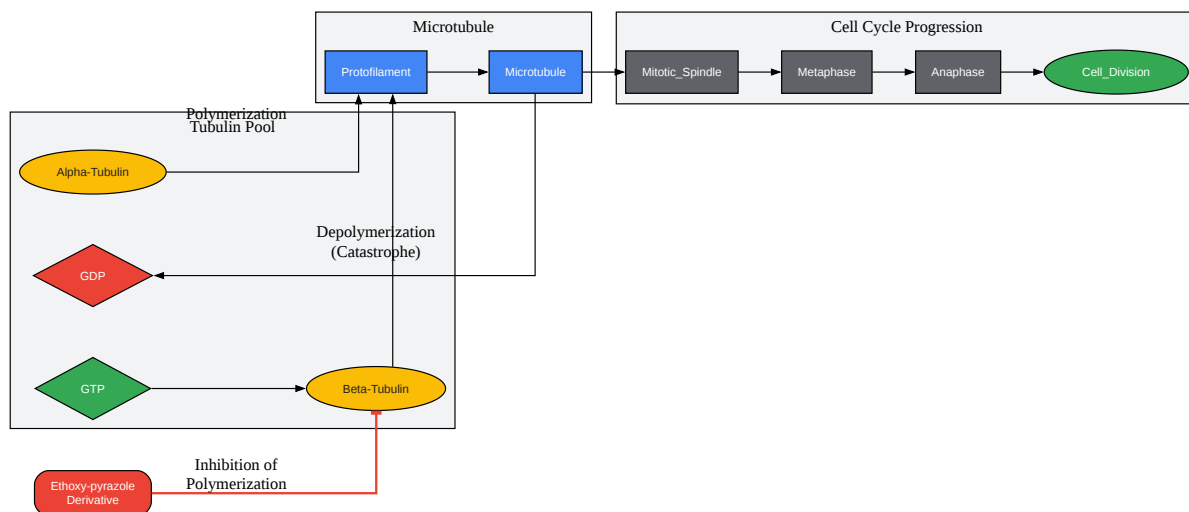 Microtubule
Cell Cycle Progression
Protofilament
Microtubule
Mitotic_Spindle
Metaphase
Anaphase
Cell_Division
Polymerization
Tubulin Pool
Alpha-Tubulin
Depolymerization
(Catastrophe)
GDP
GTP
Beta-Tubulin
Inhibition of
Polymerization
Ethoxy-pyrazole
Derivative